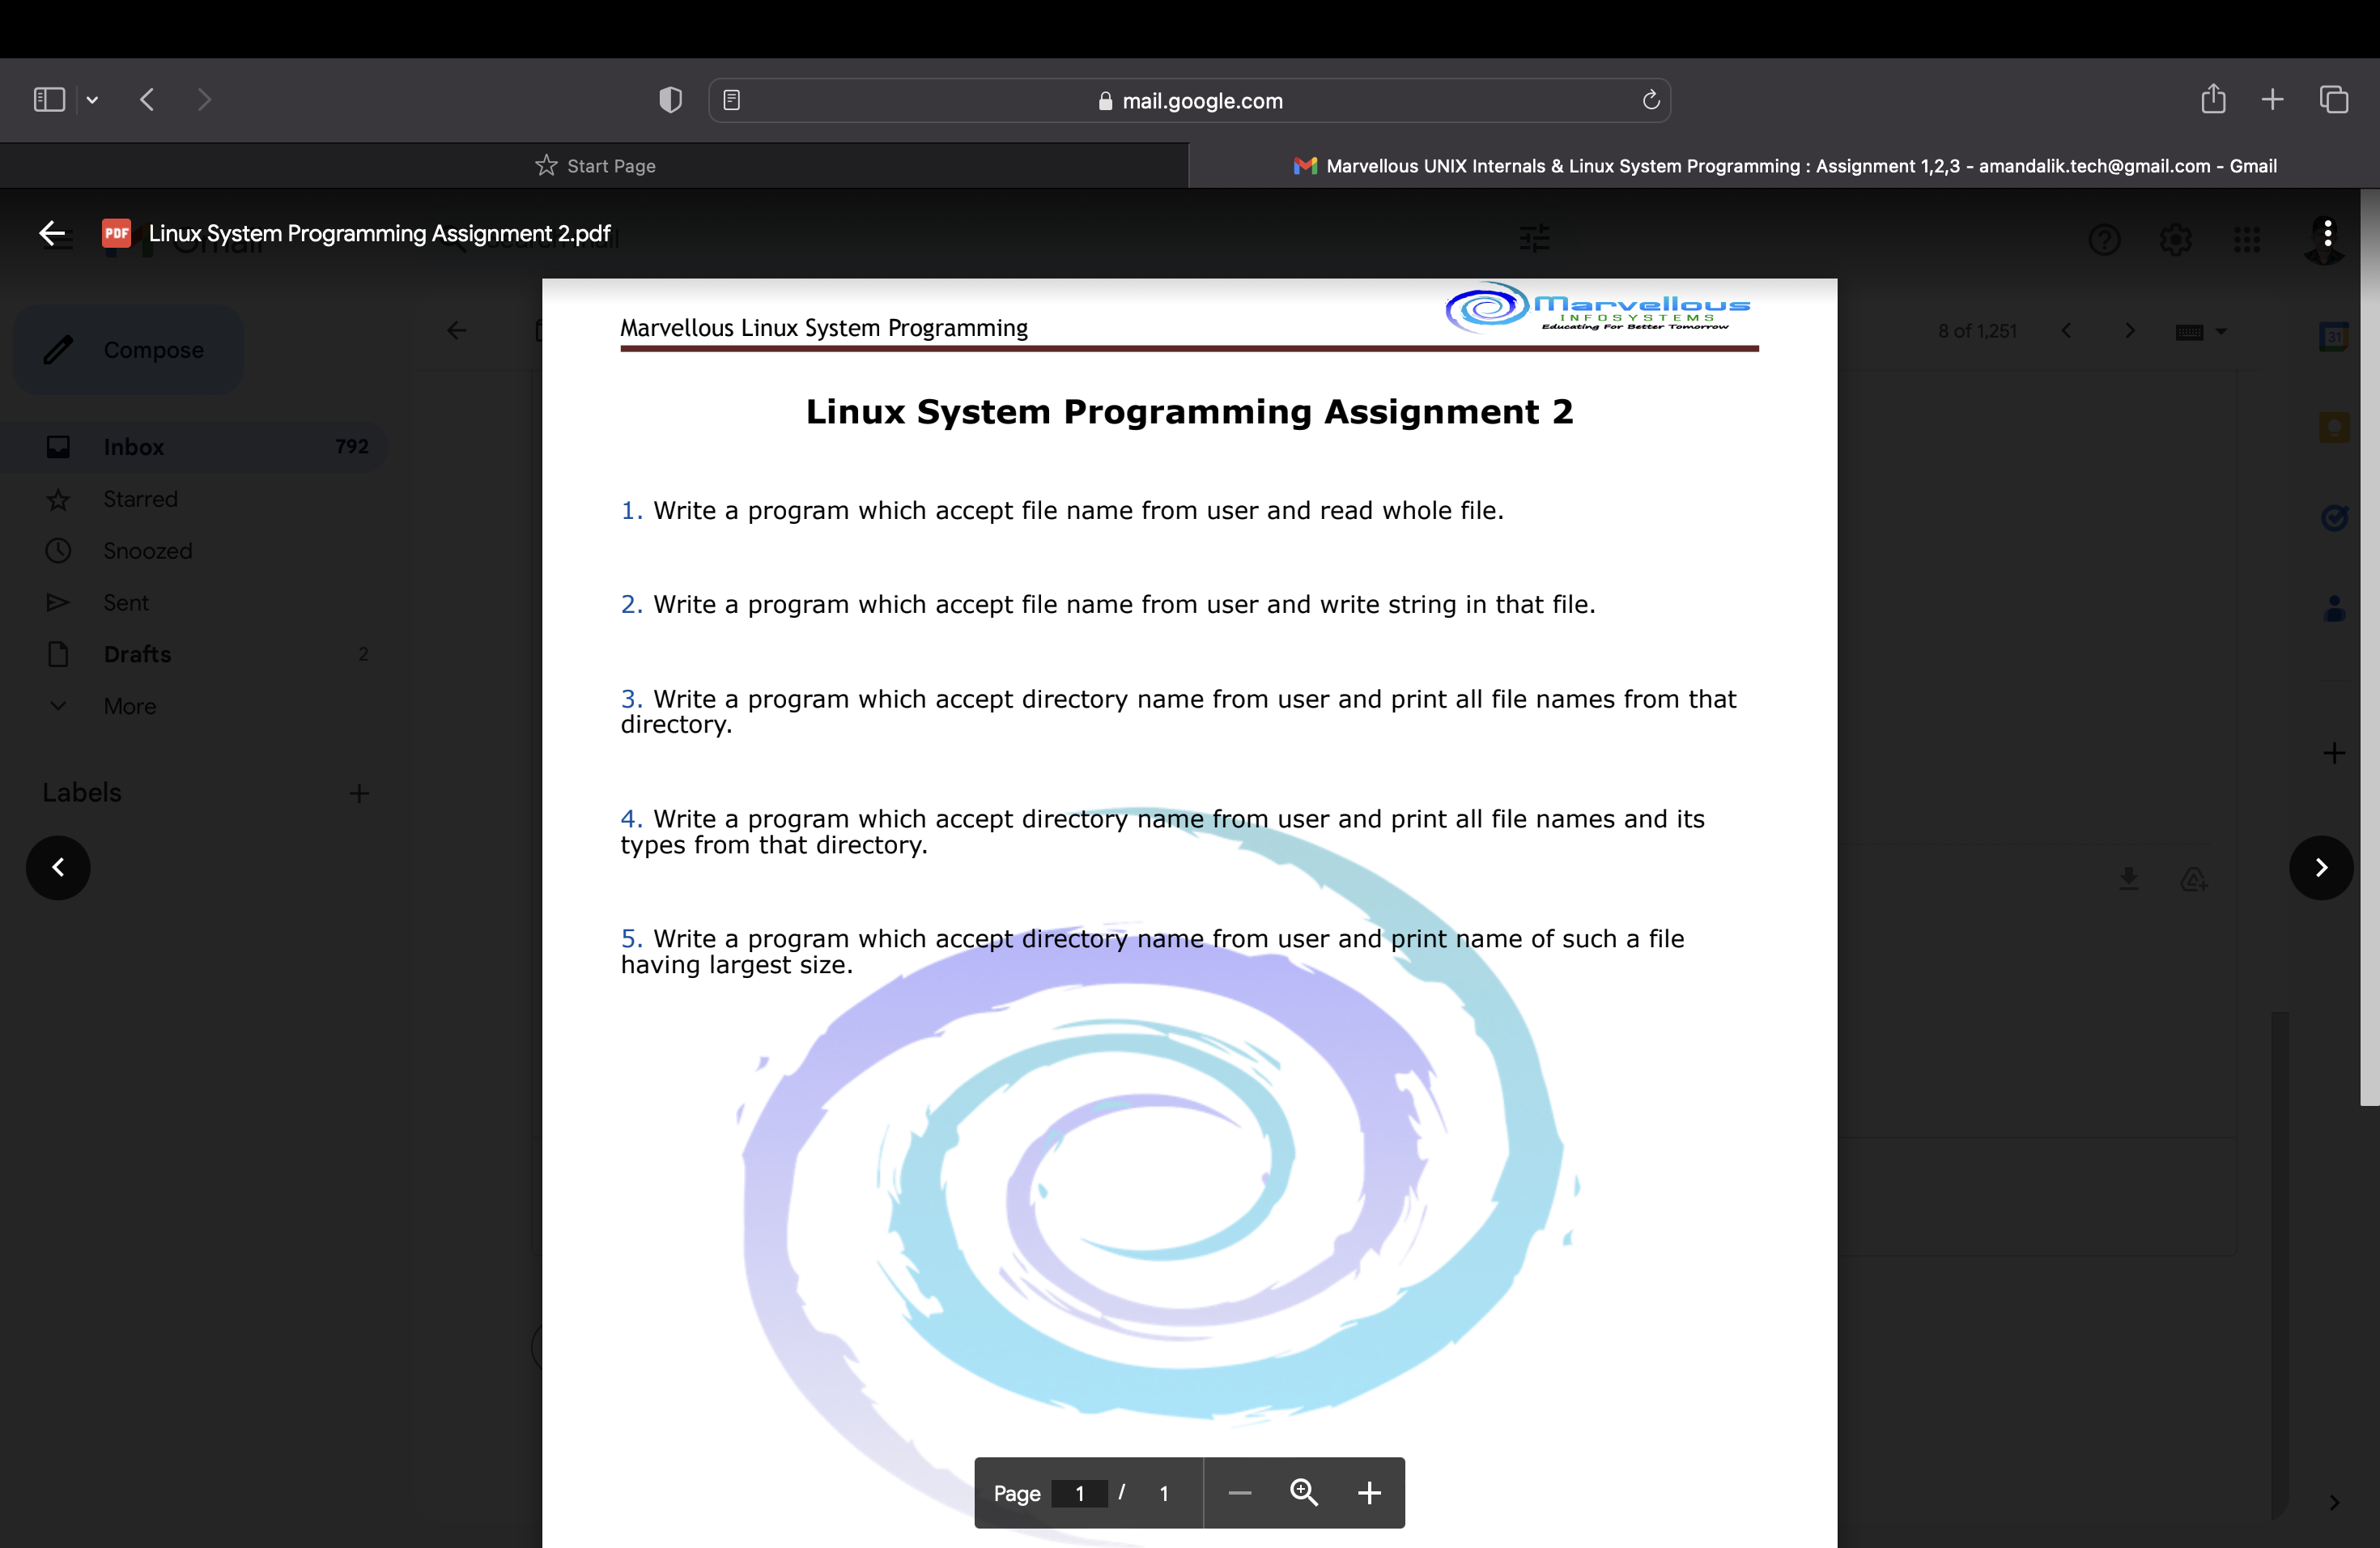 mail.google.com
Start Page
Marvellous UNIX Internals & Linux System Programming : Assignment 1,2,3 - amandalik.tech@gmail.com - Gmail
PDF
Linux System Programming Assignment 2.pdf
Compose
8 of 1,251
31
Inbox 792
Starred
Snoozed
Sent
Drafts 2
More
Labels
Marvellous Linux System Programming
Marvellous
INFOSYSTEMS
Educating For Better Tomorrow
Linux System Programming Assignment 2
1. Write a program which accept file name from user and read whole file.
2. Write a program which accept file name from user and write string in that file.
3. Write a program which accept directory name from user and print all file names from that
directory.
4. Write a program which accept directory name from user and print all file names and its
types from that directory.
5. Write a program which accept directory name from user and print name of such a file
having largest size.
Page 1 / 1